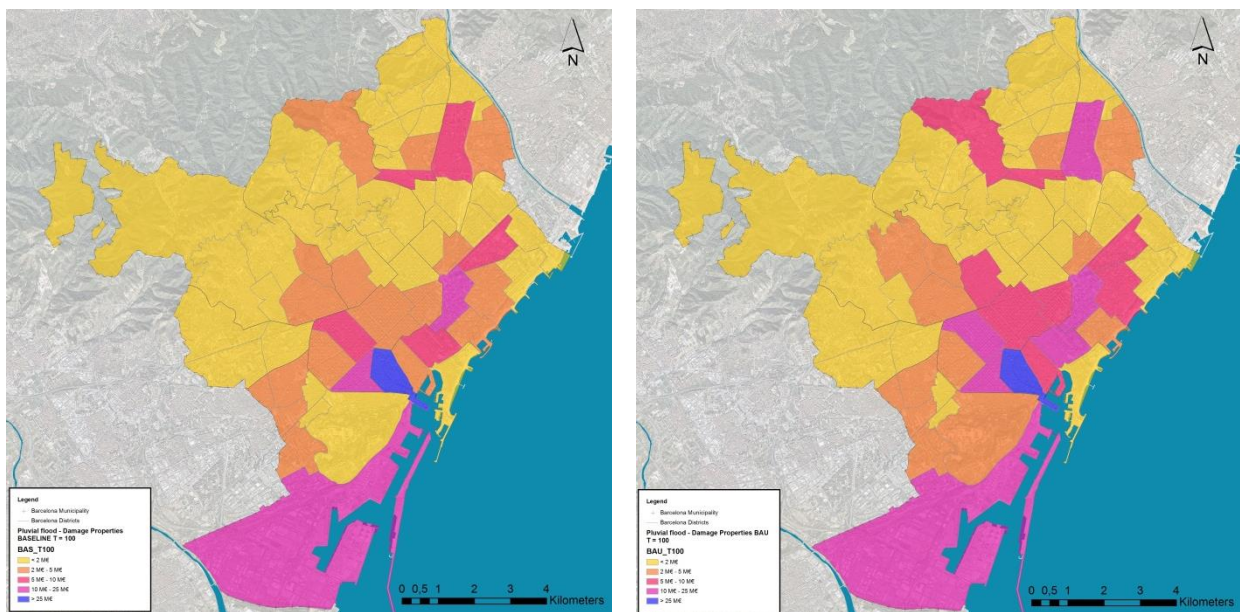 N
Legend
Barcelona Municipality
Barcelona Districts
Pluvial flood - Damage Properties
BASELINE T = 100
BAS_T100
< 2 M€
2 M€ - 5 M€
5 M€ - 10 M€
10 M€ - 25 M€
> 25 M€
0 0,5 1 2 3 4
Kilometers
N
Legend
Barcelona Municipality
Barcelona Districts
Pluvial flood - Damage Properties BAU
T = 100
BAU_T100
< 2 M€
2 M€ - 5 M€
5 M€ - 10 M€
10 M€ - 25 M€
> 25 M€
0 0,5 1 2 3 4
Kilometers